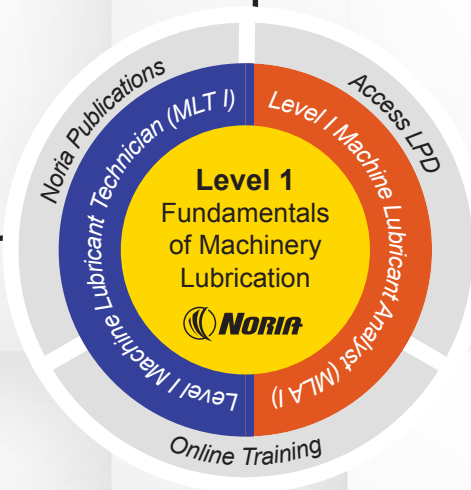 Noria Publications
Access LPD
Level I Machine Lubricant Technician (MLT I)
Level I Machine Lubricant Analyst (MLA I)
Level 1
Fundamentals
of Machinery
Lubrication
NORIA
Online Training